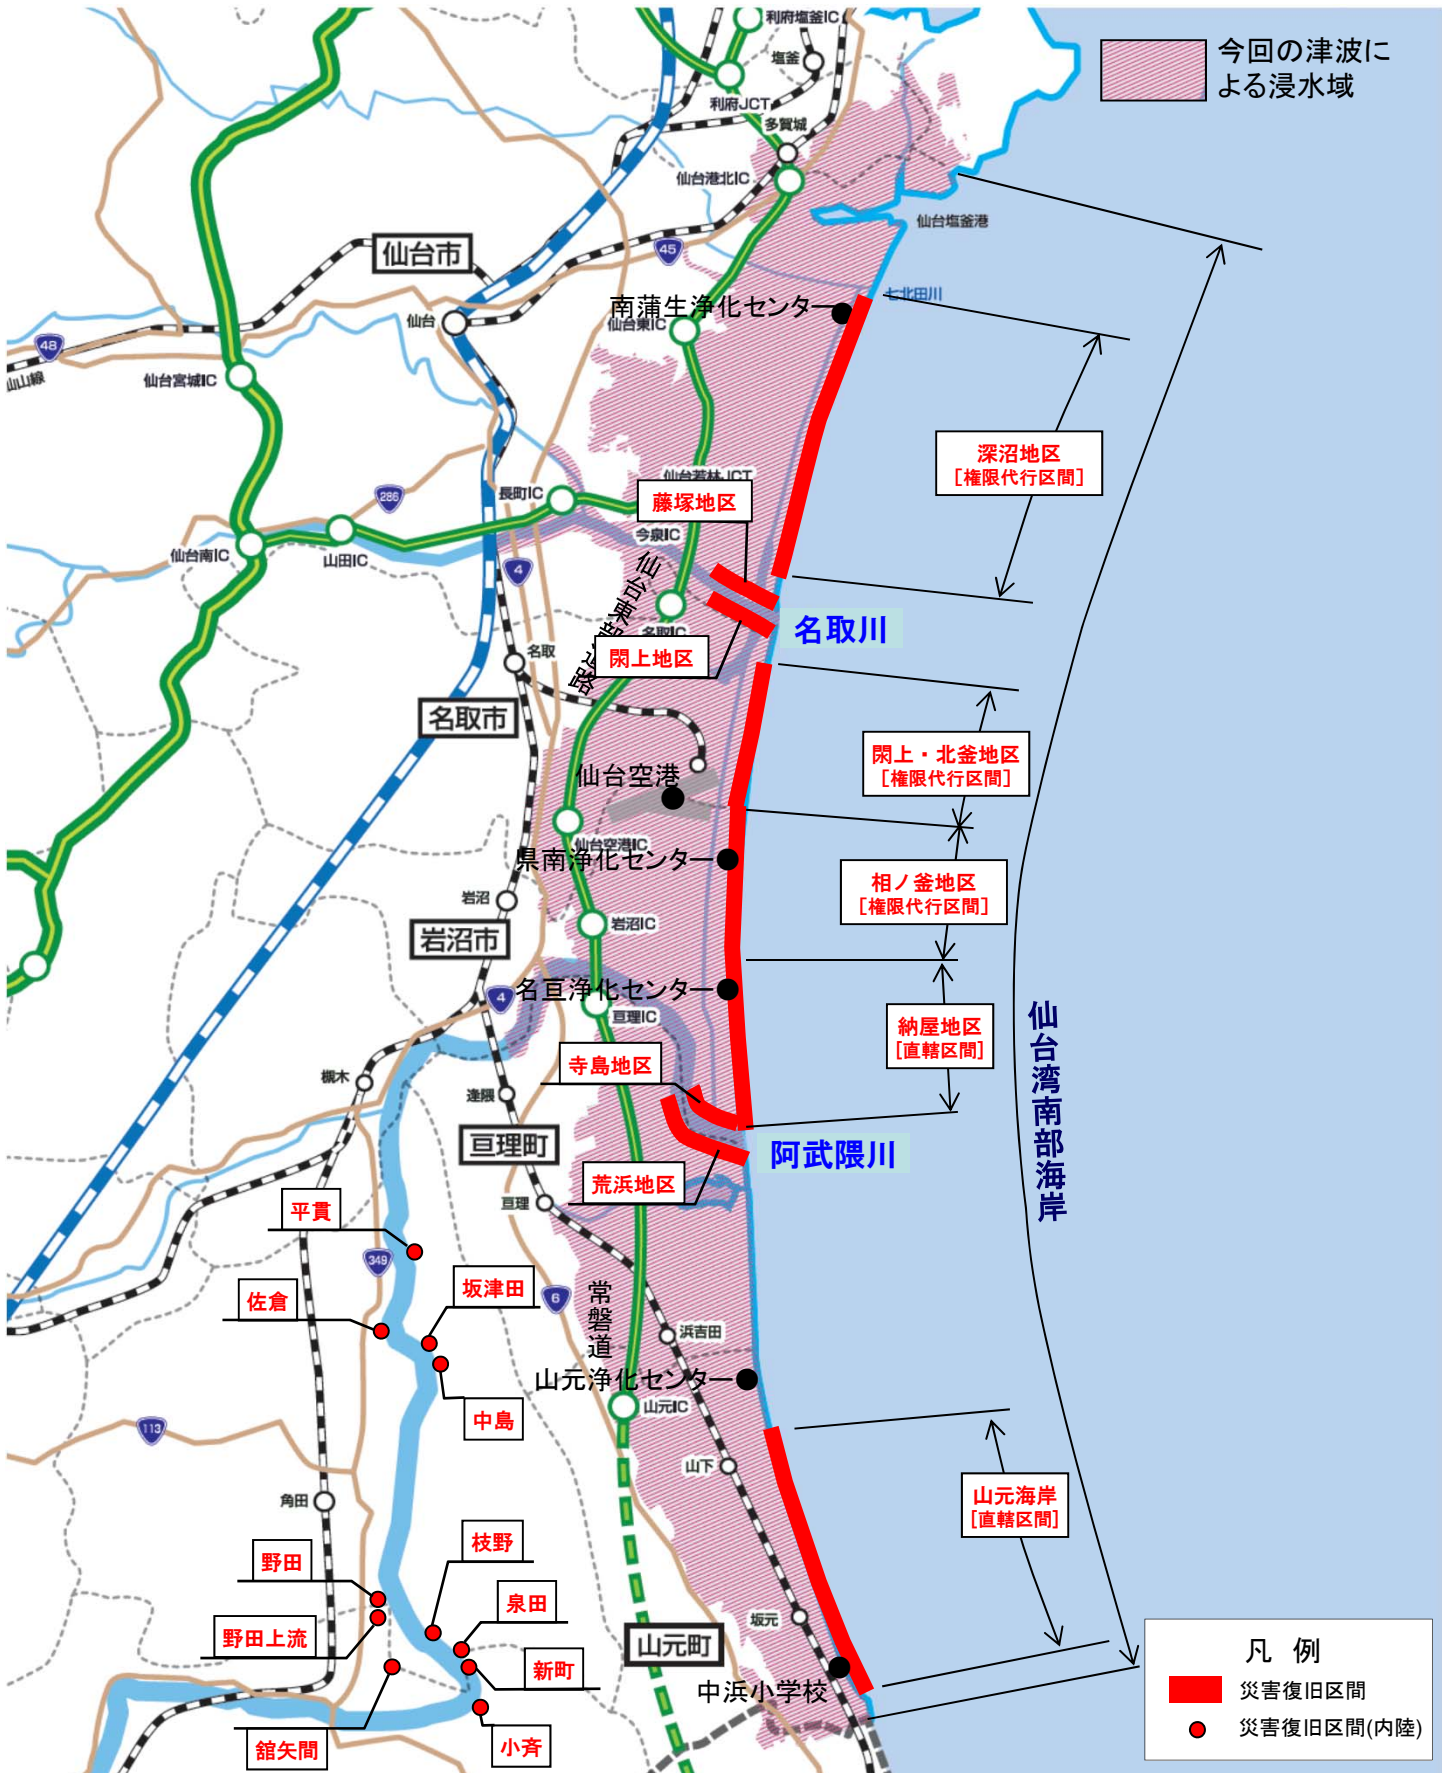 今回の津波に
よる浸水域
利府塩釜IC
塩釜
利府JCT
多賀城
仙台港北IC
仙台塩釜港
仙台市
45
七北田川
南蒲生浄化センター
仙台
仙台東IC
48
仙山線
仙台宮城IC
深沼地区
[権限代行区間]
仙台若林JCT
長町IC
藤塚地区
286
今泉IC
仙台南IC
山田IC
4
仙台東部道路
名取川
名取IC
名取
閖上地区
名取市
閖上・北釜地区
[権限代行区間]
仙台空港
仙台空港IC
県南浄化センター
相ノ釜地区
[権限代行区間]
岩沼
岩沼IC
岩沼市
名亘浄化センター
4
亘理IC
納屋地区
[直轄区間]
仙台湾南部海岸
寺島地区
槻木
逢隈
亘理町
阿武隈川
荒浜地区
亘理
平貫
349
坂津田
佐倉
6
常磐道
浜吉田
山元浄化センター
山元IC
中島
113
山下
角田
山元海岸
[直轄区間]
枝野
野田
泉田
坂元
野田上流
山元町
新町
中浜小学校
舘矢間
小斉
凡 例
災害復旧区間
災害復旧区間(内陸)